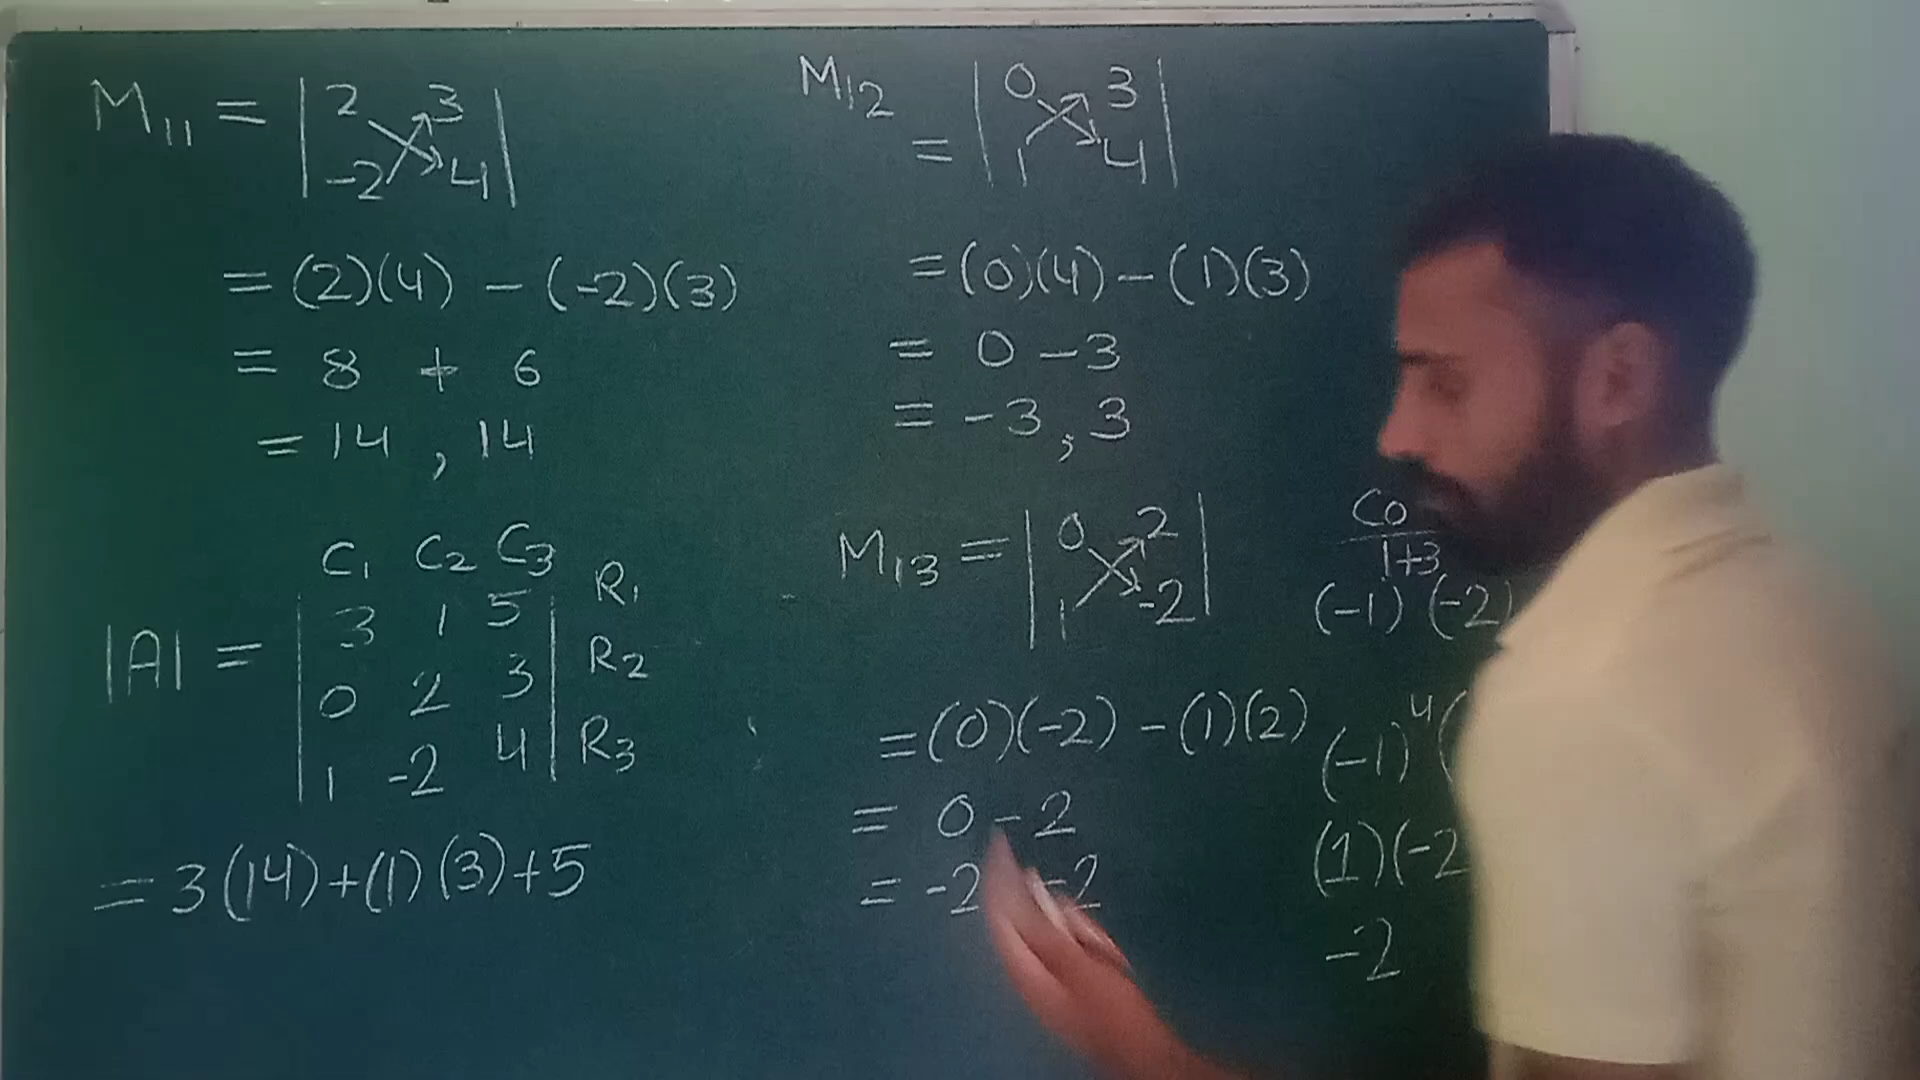 M11 = | 2 3 |
| -2 4 |
= (2)(4) - (-2)(3)
= 8 + 6
= 14 , 14
C1 C2 C3
| 3 1 5 | R1
|A| = | 0 2 3 | R2
| 1 -2 4 | R3
= 3(14)+(1)(3)+5
M12 = | 0 3 |
| 1 4 |
= (0)(4) - (1)(3)
= 0 - 3
= -3 , 3
M13 = | 0 2 |
| 1 -2 |
= (0)(-2) - (1)(2)
= 0 - 2
= -2 -2
Co
1+3
(-1) (-2)
(-1)^4 (
(1)(-2
-2